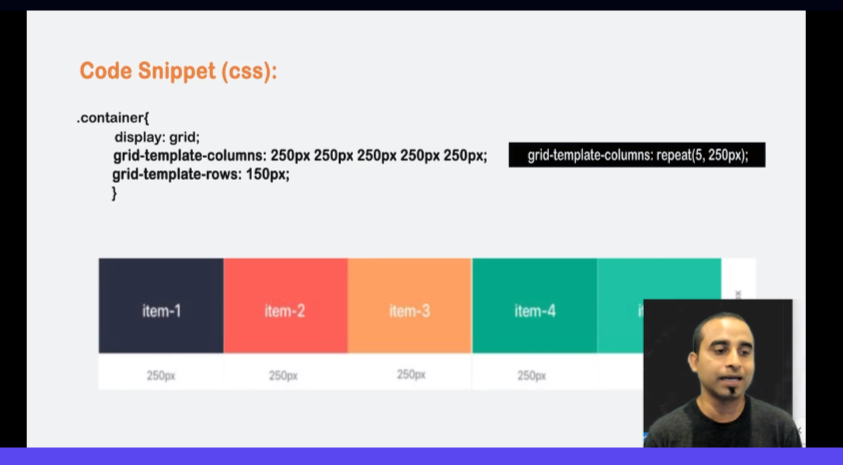 Code Snippet (css):
.container{
display: grid;
grid-template-columns: 250px 250px 250px 250px 250px;
grid-template-columns: repeat(5, 250px);
grid-template-rows: 150px;
}
item-1 item-2 item-3 item-4
250px 250px 250px 250px